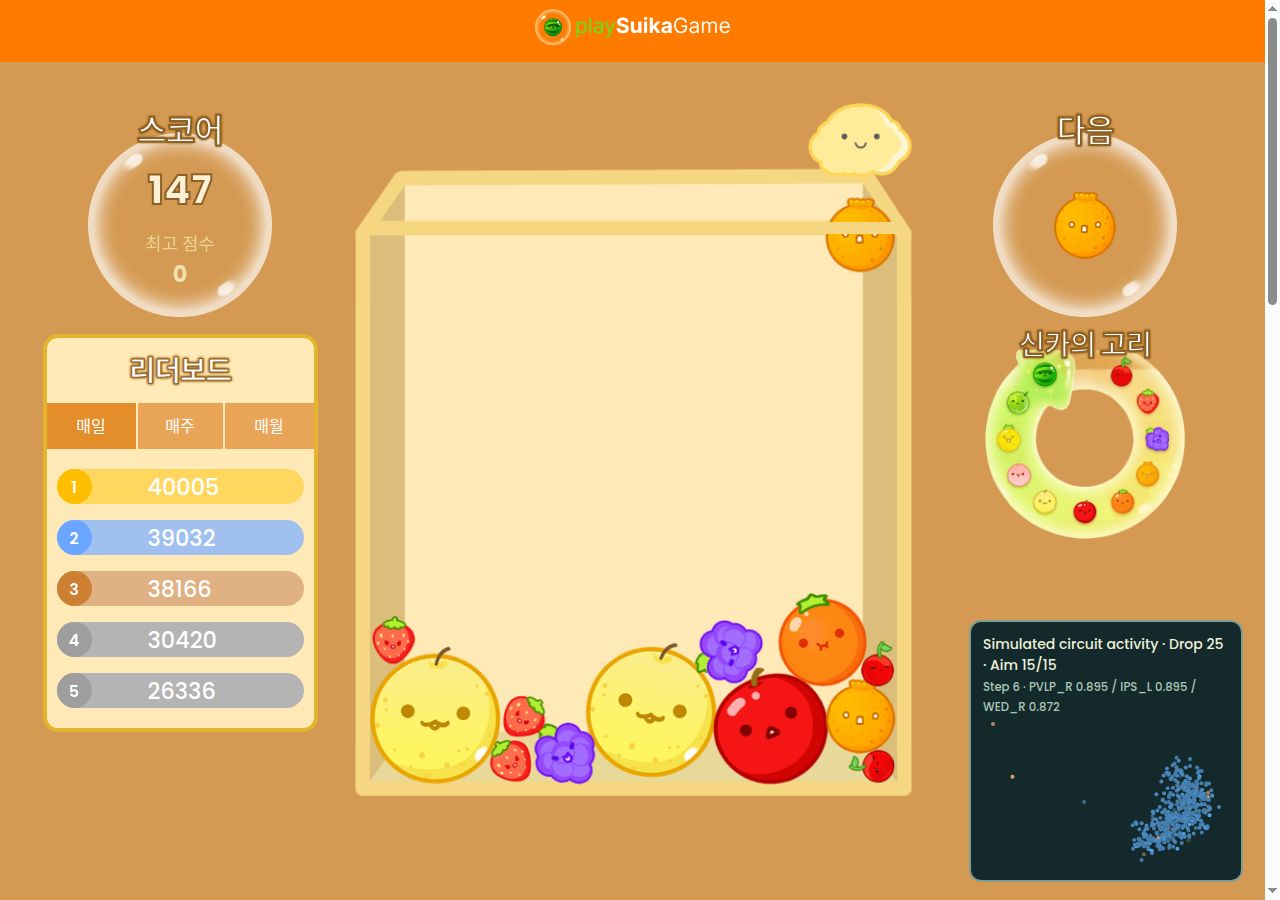 playSuikaGame
스코어
147
최고 점수
0
리더보드
매일 매주 매월
1 40005
2 39032
3 38166
4 30420
5 26336
다음
신카의 고리
Simulated circuit activity · Drop 25
· Aim 15/15
Step 6 · PVLP_R 0.895 / IPS_L 0.895 /
WED_R 0.872